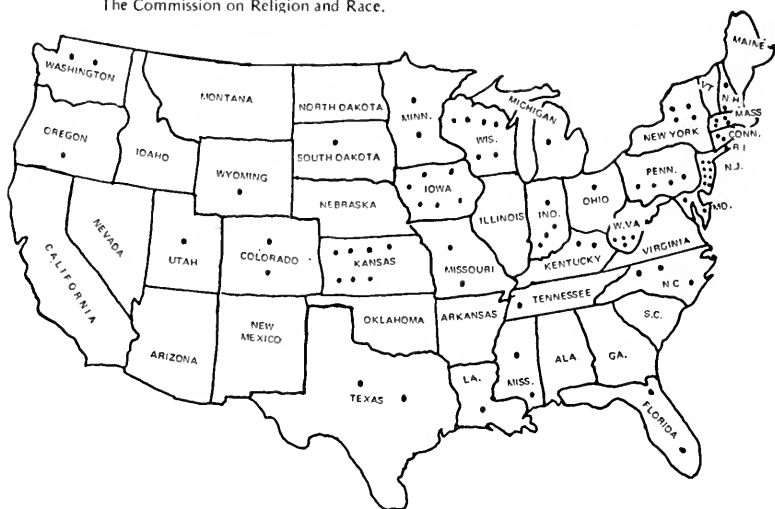 The Commission on Religion and Race.
MAINE
WASHINGTON
MONTANA
NORTH DAKOTA
MINN.
MICHIGAN
VT
N.H.
MASS
OREGON
IDAHO
WYOMING
SOUTH DAKOTA
WIS.
NEW YORK
CONN.
R I
N.J.
IOWA
PENN.
NEBRASKA
ILLINOIS
IND.
OHIO
MD.
NEVADA
UTAH
COLORADO
KANSAS
MISSOURI
W.VA
KENTUCKY
VIRGINIA
CALIFORNIA
ARIZONA
NEW
MEXICO
OKLAHOMA
ARKANSAS
TENNESSEE
N C
S.C.
TEXAS
LA.
MISS.
ALA.
GA.
FLORIDA